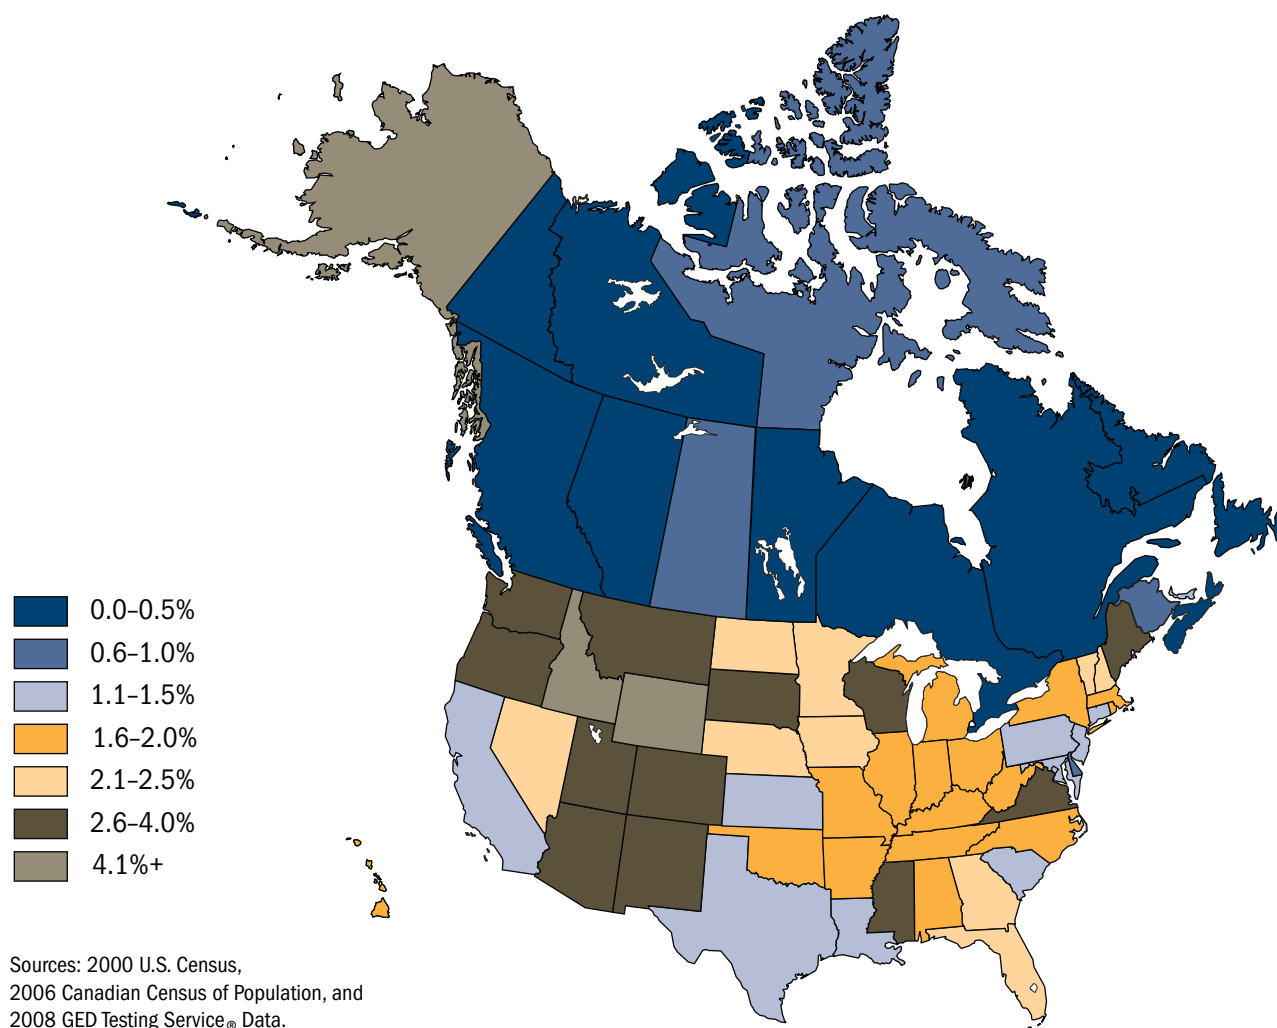 0.0–0.5%
0.6–1.0%
1.1–1.5%
1.6–2.0%
2.1–2.5%
2.6–4.0%
4.1%+
Sources: 2000 U.S. Census,
2006 Canadian Census of Population, and
2008 GED Testing Service® Data.